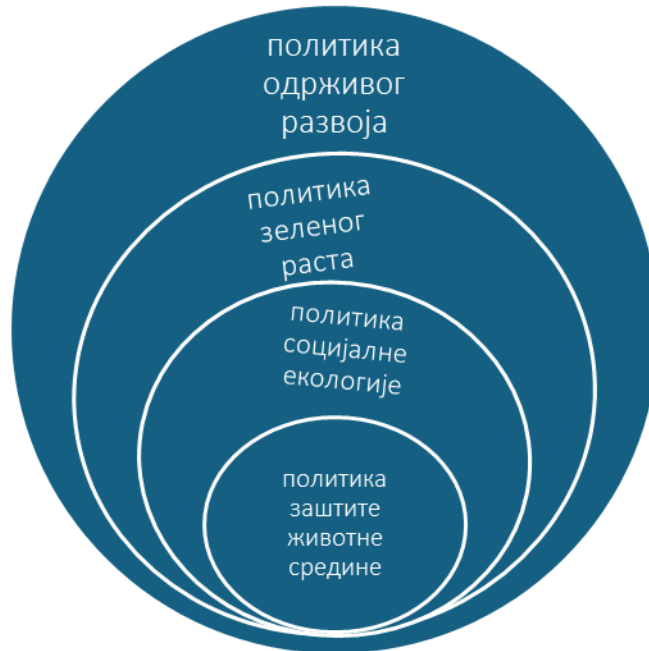 политика
одрживог
развоја
политика
зеленог
раста
политика
социјалне
екологије
политика
заштите
животне
средине